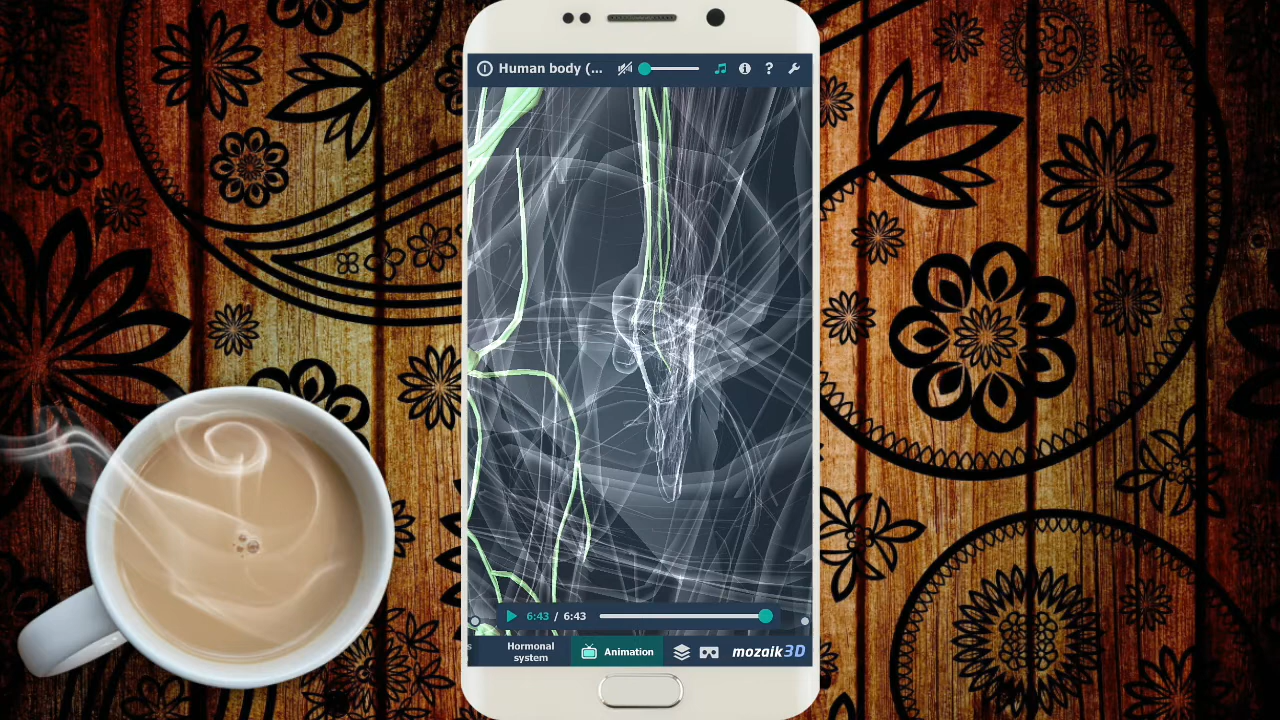 Human body (...
?
6:43 / 6:43
s
Hormonal
system
Animation
mozaik3D